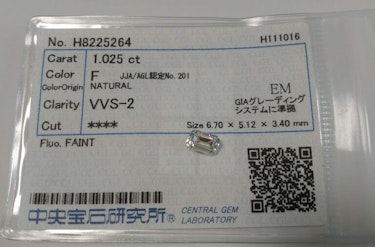 No. H8225264 H111016
Carat 1.025 ct
Color F JJA/AGL認定No. 201
ColorOrigin NATURAL
EM
Clarity VVS-2 GIAグレーディング
システムに準拠
Cut **** Size 6.70 × 5.12 × 3.40 mm
Fluo. FAINT
中央宝石研究所® CENTRAL GEM
LABORATORY